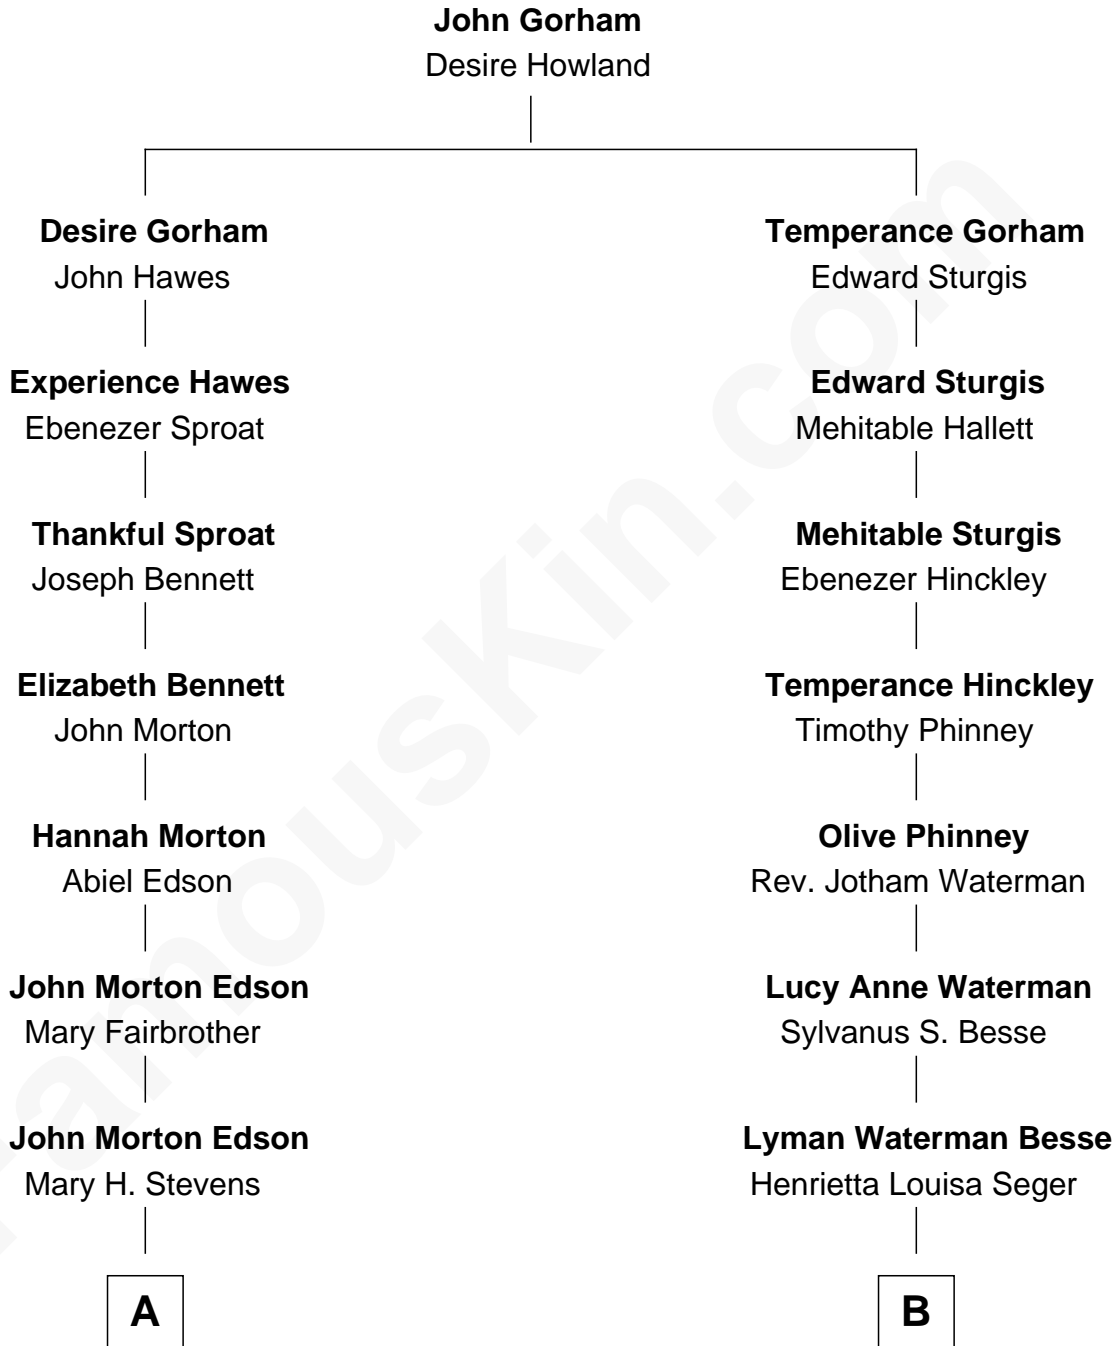 John Gorham
Desire Howland
Desire Gorham
John Hawes
Temperance Gorham
Edward Sturgis
Experience Hawes
Ebenezer Sproat
Edward Sturgis
Mehitable Hallett
Thankful Sproat
Joseph Bennett
Mehitable Sturgis
Ebenezer Hinckley
Elizabeth Bennett
John Morton
Temperance Hinckley
Timothy Phinney
Hannah Morton
Abiel Edson
Olive Phinney
Rev. Jotham Waterman
John Morton Edson
Mary Fairbrother
Lucy Anne Waterman
Sylvanus S. Besse
John Morton Edson
Mary H. Stevens
Lyman Waterman Besse
Henrietta Louisa Seger
A
B
FamousKin.com